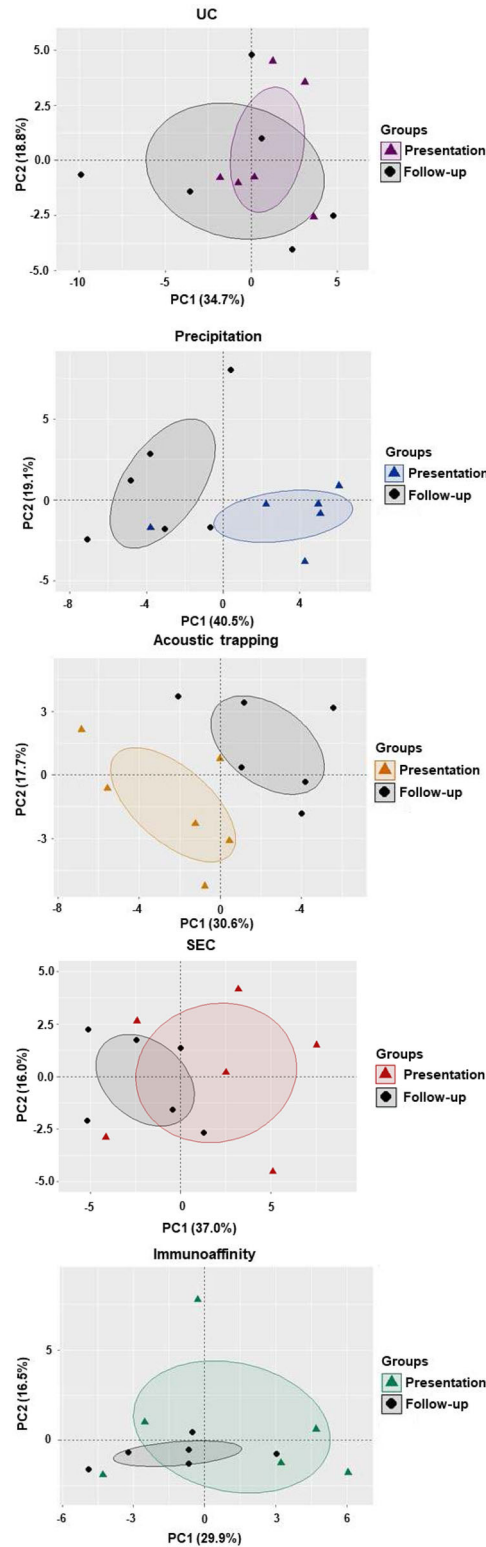 UC
5.0
2.5
0.0
-2.5
-5.0
PC2 (18.8%)
-10
-5
0
5
PC1 (34.7%)
Groups
Presentation
Follow-up
Precipitation
5
0
-5
PC2 (19.1%)
-8
-4
0
4
PC1 (40.5%)
Groups
Presentation
Follow-up
Acoustic trapping
3
0
-3
PC2 (17.7%)
-8
-4
0
-4
PC1 (30.6%)
Groups
Presentation
Follow-up
SEC
5.0
2.5
0.0
-2.5
-5.0
PC2 (16.0%)
-5
0
5
PC1 (37.0%)
Groups
Presentation
Follow-up
Immunoaffinity
5
0
PC2 (16.5%)
-6
-3
0
3
6
PC1 (29.9%)
Groups
Presentation
Follow-up